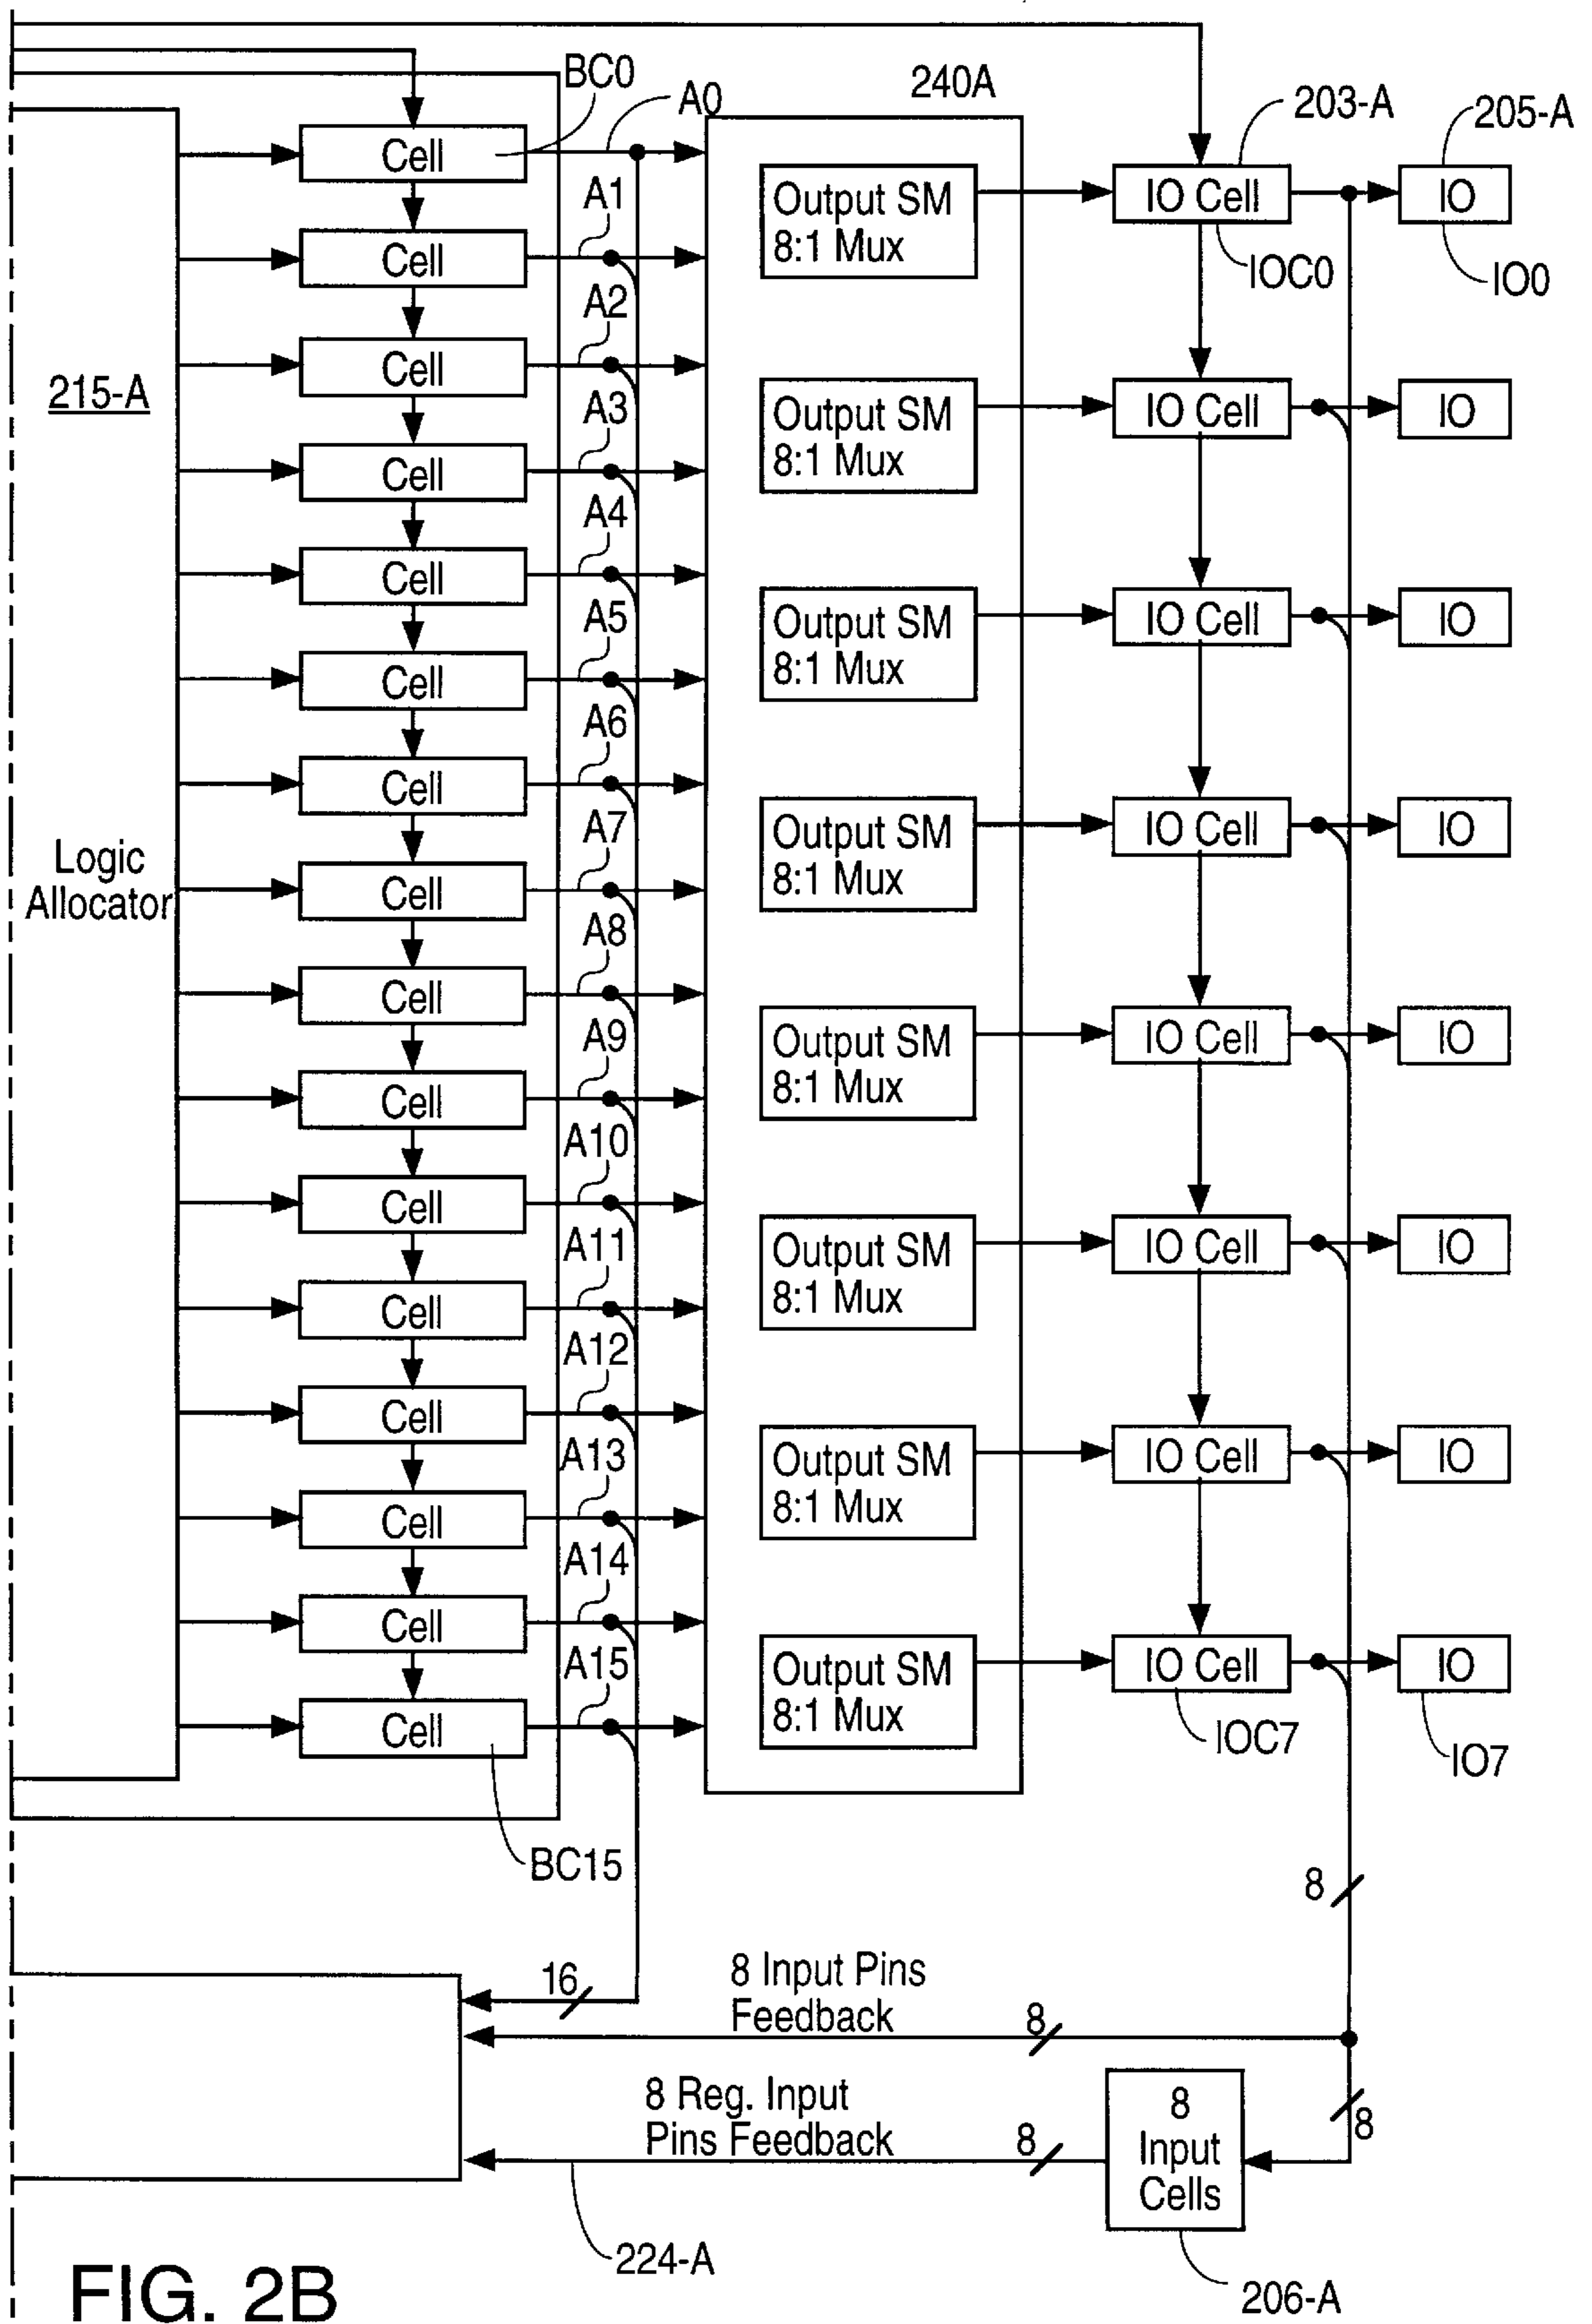 BC0
A0
240A
203-A
205-A
Cell
Output SM
8:1 Mux
IO Cell
IO
A1
IOC0
IO0
Cell
A2
215-A
Cell
A3
Output SM
8:1 Mux
IO Cell
IO
Cell
A4
Cell
A5
Output SM
8:1 Mux
IO Cell
IO
Cell
A6
Cell
A7
Output SM
8:1 Mux
IO Cell
IO
Logic
Allocator
Cell
A8
Cell
A9
Output SM
8:1 Mux
IO Cell
IO
Cell
A10
Cell
A11
Output SM
8:1 Mux
IO Cell
IO
Cell
A12
Cell
A13
Output SM
8:1 Mux
IO Cell
IO
Cell
A14
Cell
A15
Output SM
8:1 Mux
IO Cell
IO
Cell
IOC7
IO7
BC15
8
16
8 Input Pins
Feedback
8
8 Reg. Input
Pins Feedback
8
8
Input
Cells
8
224-A
206-A
FIG. 2B